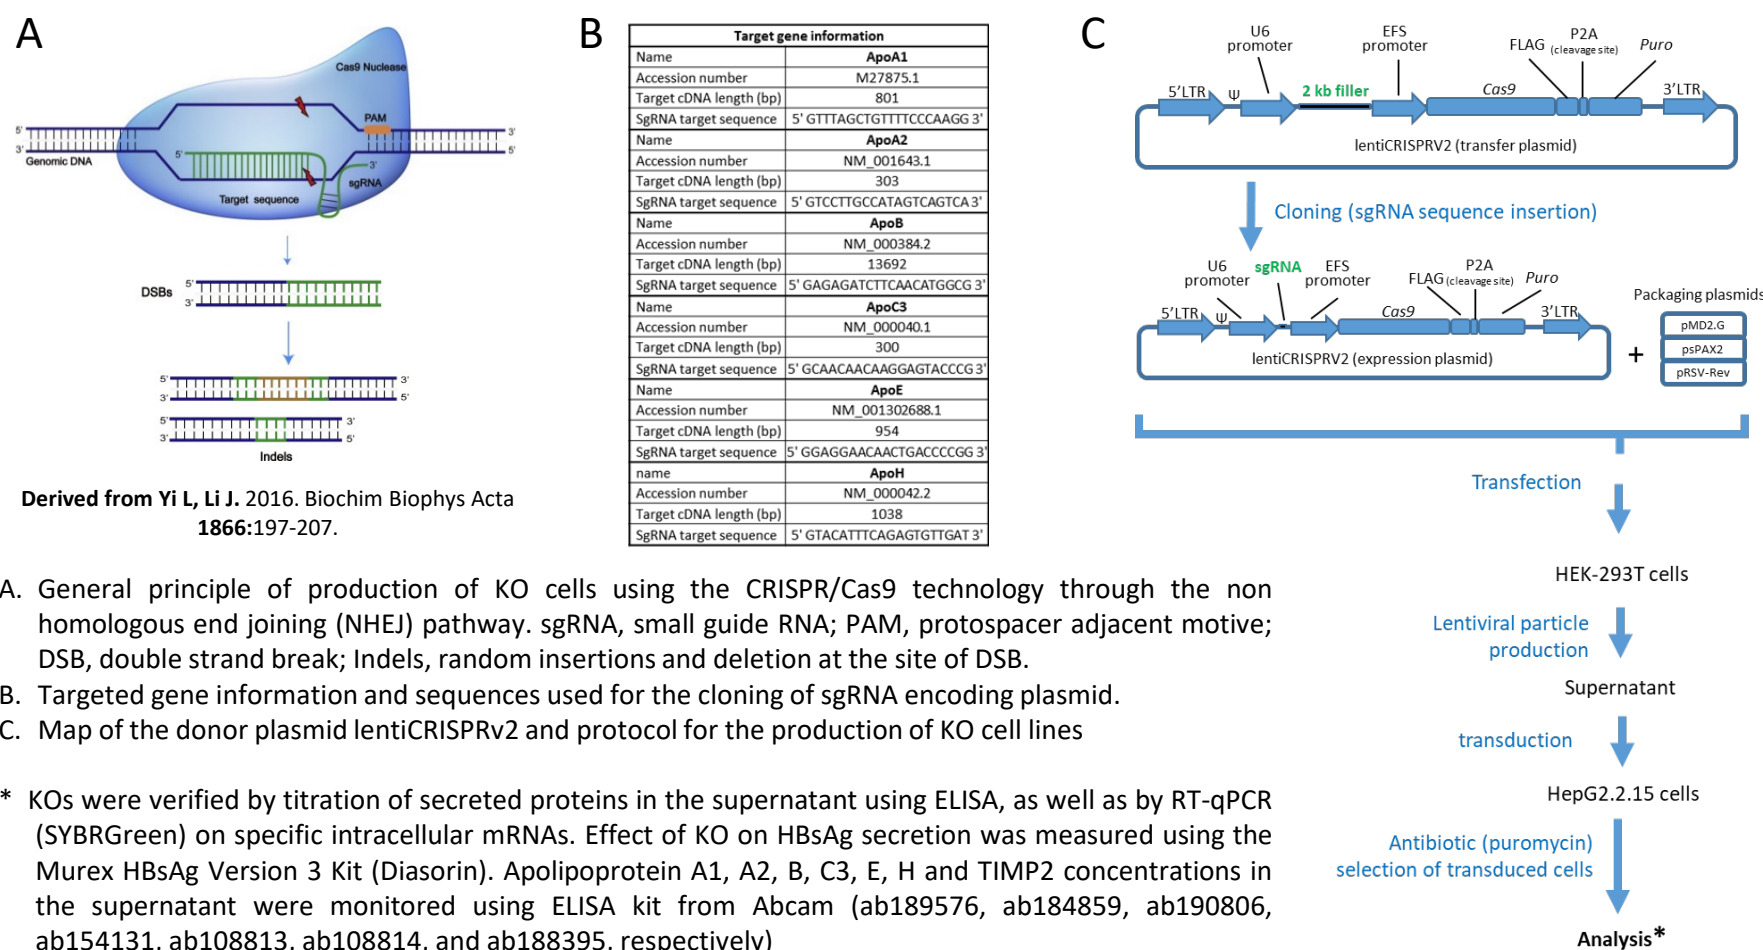 A
Cas9 Nuclease
PAM
5'
3'
3'
5'
Genomic DNA
5'
3'
sgRNA
Target sequence
DSBs
5'
3'
5'
3'
3'
5'
5'
3'
3'
5'
Indels
Derived from Yi L, Li J. 2016. Biochim Biophys Acta
1866:197-207.
B
Target gene information
Name ApoA1
Accession number M27875.1
Target cDNA length (bp) 801
SgRNA target sequence 5' GTTTAGCTGTTTTCCCAAGG 3'
Name ApoA2
Accession number NM_001643.1
Target cDNA length (bp) 303
SgRNA target sequence 5' GTCCTTGCCATAGTCAGTCA 3'
Name ApoB
Accession number NM_000384.2
Target cDNA length (bp) 13692
SgRNA target sequence 5' GAGAGATCTTCAACATGGCG 3'
Name ApoC3
Accession number NM_000040.1
Target cDNA length (bp) 300
SgRNA target sequence 5' GCAACAACAAGGAGTACCCG 3'
Name ApoE
Accession number NM_001302688.1
Target cDNA length (bp) 954
SgRNA target sequence 5' GGAGGAACAACTGACCCCGG 3'
name ApoH
Accession number NM_000042.2
Target cDNA length (bp) 1038
SgRNA target sequence 5' GTACATTTCAGAGTGTTGAT 3'
C
U6
promoter
EFS
promoter
FLAG
P2A
(cleavage site)
Puro
5'LTR
Ψ
2 kb filler
Cas9
3'LTR
lentiCRISPRV2 (transfer plasmid)
Cloning (sgRNA sequence insertion)
U6
promoter
sgRNA
EFS
promoter
FLAG
P2A
(cleavage site)
Puro
5'LTR
Ψ
Cas9
3'LTR
lentiCRISPRV2 (expression plasmid)
+
Packaging plasmids
pMD2.G
psPAX2
pRSV-Rev
Transfection
HEK-293T cells
Lentiviral particle
production
Supernatant
transduction
HepG2.2.15 cells
Antibiotic (puromycin)
selection of transduced cells
Analysis*
A. General principle of production of KO cells using the CRISPR/Cas9 technology through the non
homologous end joining (NHEJ) pathway. sgRNA, small guide RNA; PAM, protospacer adjacent motive;
DSB, double strand break; Indels, random insertions and deletion at the site of DSB.
B. Targeted gene information and sequences used for the cloning of sgRNA encoding plasmid.
C. Map of the donor plasmid lentiCRISPRv2 and protocol for the production of KO cell lines
* KOs were verified by titration of secreted proteins in the supernatant using ELISA, as well as by RT-qPCR
(SYBRGreen) on specific intracellular mRNAs. Effect of KO on HBsAg secretion was measured using the
Murex HBsAg Version 3 Kit (Diasorin). Apolipoprotein A1, A2, B, C3, E, H and TIMP2 concentrations in
the supernatant were monitored using ELISA kit from Abcam (ab189576, ab184859, ab190806,
ab154131, ab108813, ab108814, and ab188395, respectively)